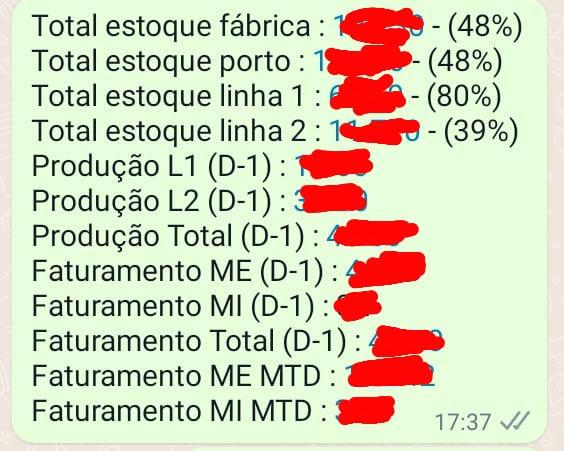 Total estoque fábrica : - (48%)
Total estoque porto : - (48%)
Total estoque linha 1 : - (80%)
Total estoque linha 2 : - (39%)
Produção L1 (D-1) :
Produção L2 (D-1) :
Produção Total (D-1) :
Faturamento ME (D-1) :
Faturamento MI (D-1) :
Faturamento Total (D-1) :
Faturamento ME MTD :
Faturamento MI MTD :
17:37